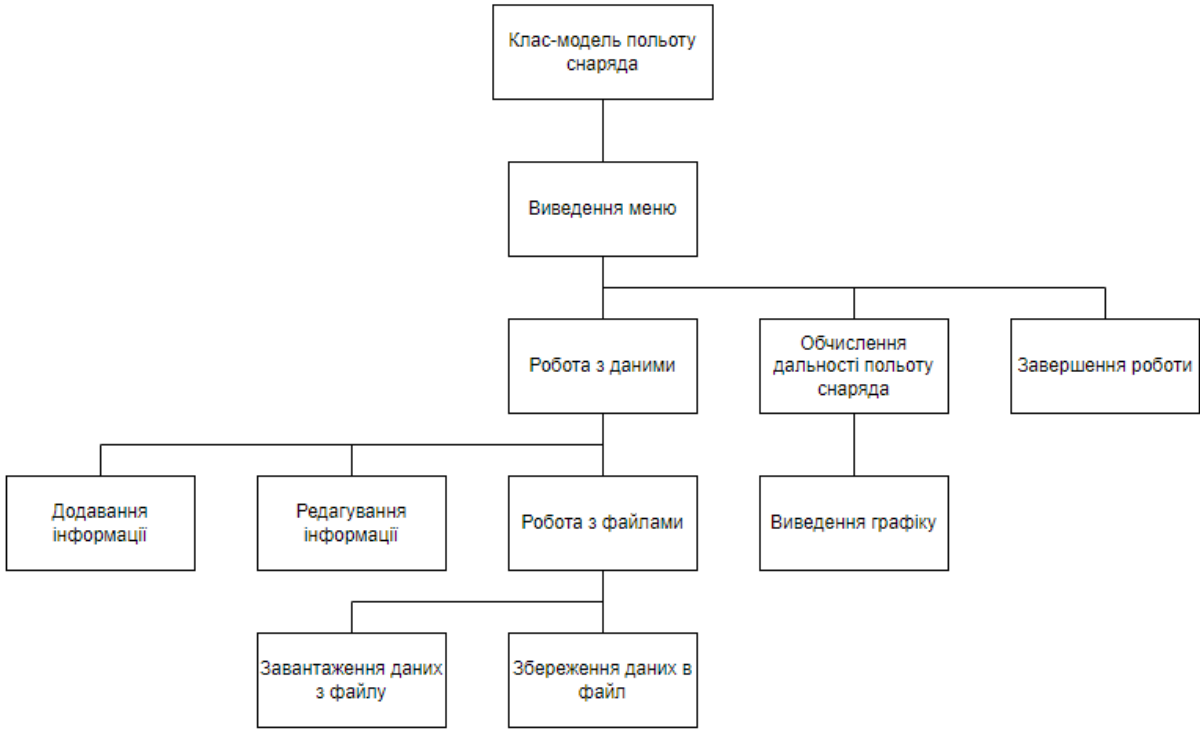 Клас-модель польоту
снаряда
Виведення меню
Робота з даними
Обчислення
дальності польоту
снаряда
Завершення роботи
Додавання
інформації
Редагування
інформації
Робота з файлами
Виведення графіку
Завантаження даних
з файлу
Збереження даних в
файл